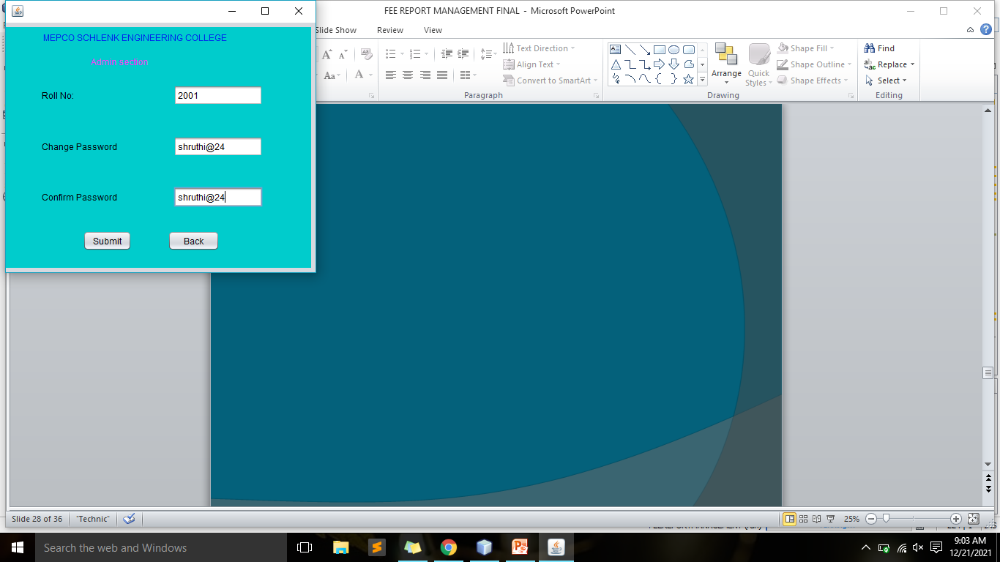 FEE REPORT MANAGEMENT FINAL - Microsoft PowerPoint
Slide Show Review View
MEPCO SCHLENK ENGINEERING COLLEGE
Admin section
Roll No: 2001
Change Password shruthi@24
Confirm Password shruthi@24
Submit Back
Text Direction
Align Text
Convert to SmartArt
Paragraph
Arrange
Quick Styles
Shape Fill
Shape Outline
Shape Effects
Drawing
Find
Replace
Select
Editing
Slide 28 of 36 "Technic" 25%
Search the web and Windows
9:03 AM
12/21/2021